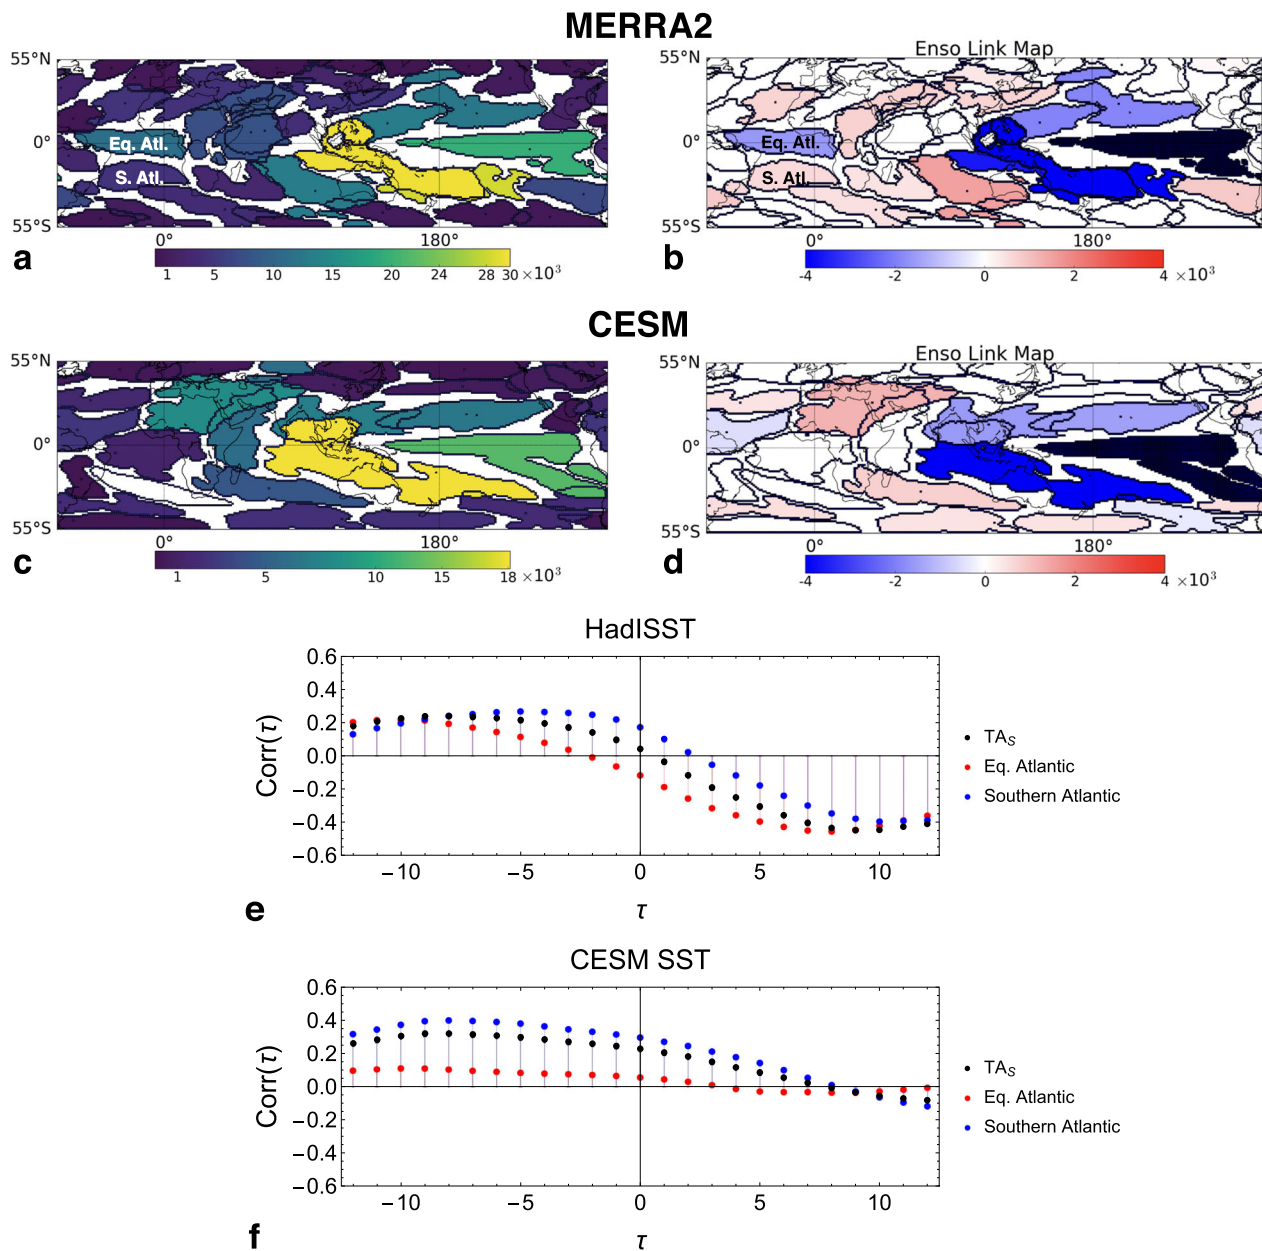 MERRA2
55°N
0°
55°S
Eq. Atl.
S. Atl.
0°
180°
1 5 10 15 20 24 28 30 ×10³
a
Enso Link Map
55°N
0°
55°S
Eq. Atl.
S. Atl.
0°
180°
-4 -2 0 2 4 ×10³
b
CESM
55°N
0°
55°S
0°
180°
1 5 10 15 18 ×10³
c
Enso Link Map
55°N
0°
55°S
0°
180°
-4 -2 0 2 4 ×10³
d
HadISST
0.6
0.4
0.2
0.0
−0.2
−0.4
−0.6
Corr(τ)
−10 −5 0 5 10
τ
TA_S
Eq. Atlantic
Southern Atlantic
e
CESM SST
0.6
0.4
0.2
0.0
−0.2
−0.4
−0.6
Corr(τ)
−10 −5 0 5 10
τ
TA_S
Eq. Atlantic
Southern Atlantic
f